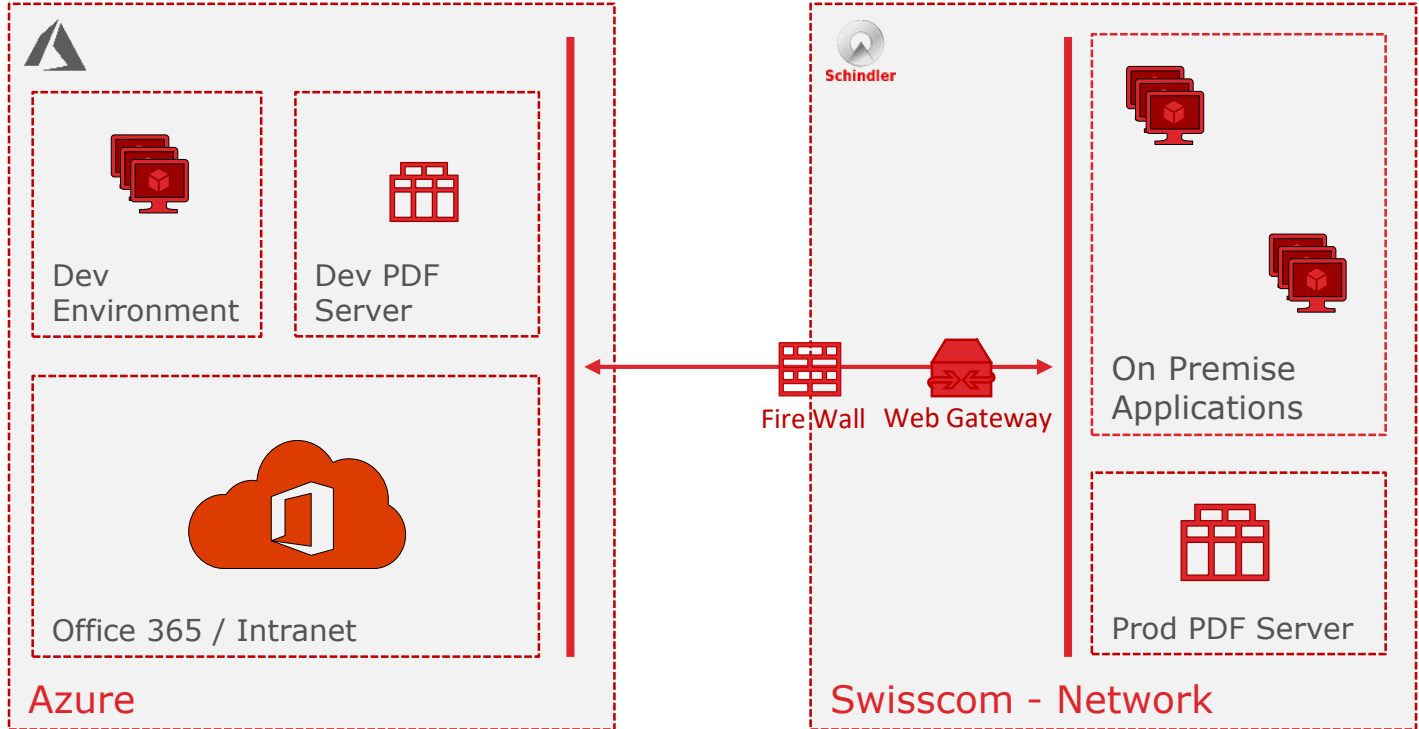 Schindler
Dev
Environment
Dev PDF
Server
On Premise
Applications
Fire Wall
Web Gateway
Office 365 / Intranet
Prod PDF Server
Azure
Swisscom - Network